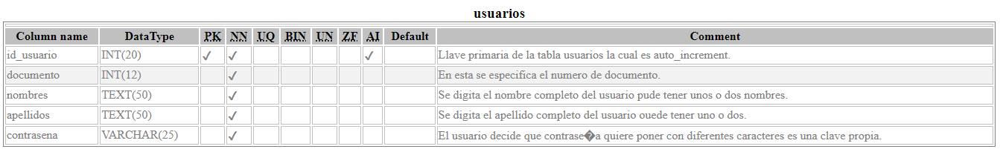 usuarios
Column name DataType PK NN UQ BIN UN ZF AI Default Comment
id_usuario INT(20) ✓ ✓ ✓ Llave primaria de la tabla usuarios la cual es auto_increment.
documento INT(12) ✓ En esta se especifica el numero de documento.
nombres TEXT(50) ✓ Se digita el nombre completo del usuario pude tener unos o dos nombres.
apellidos TEXT(50) ✓ Se digita el apellido completo del usuario ouede tener uno o dos.
contrasena VARCHAR(25) ✓ El usuario decide que contrase�a quiere poner con diferentes caracteres es una clave propia.